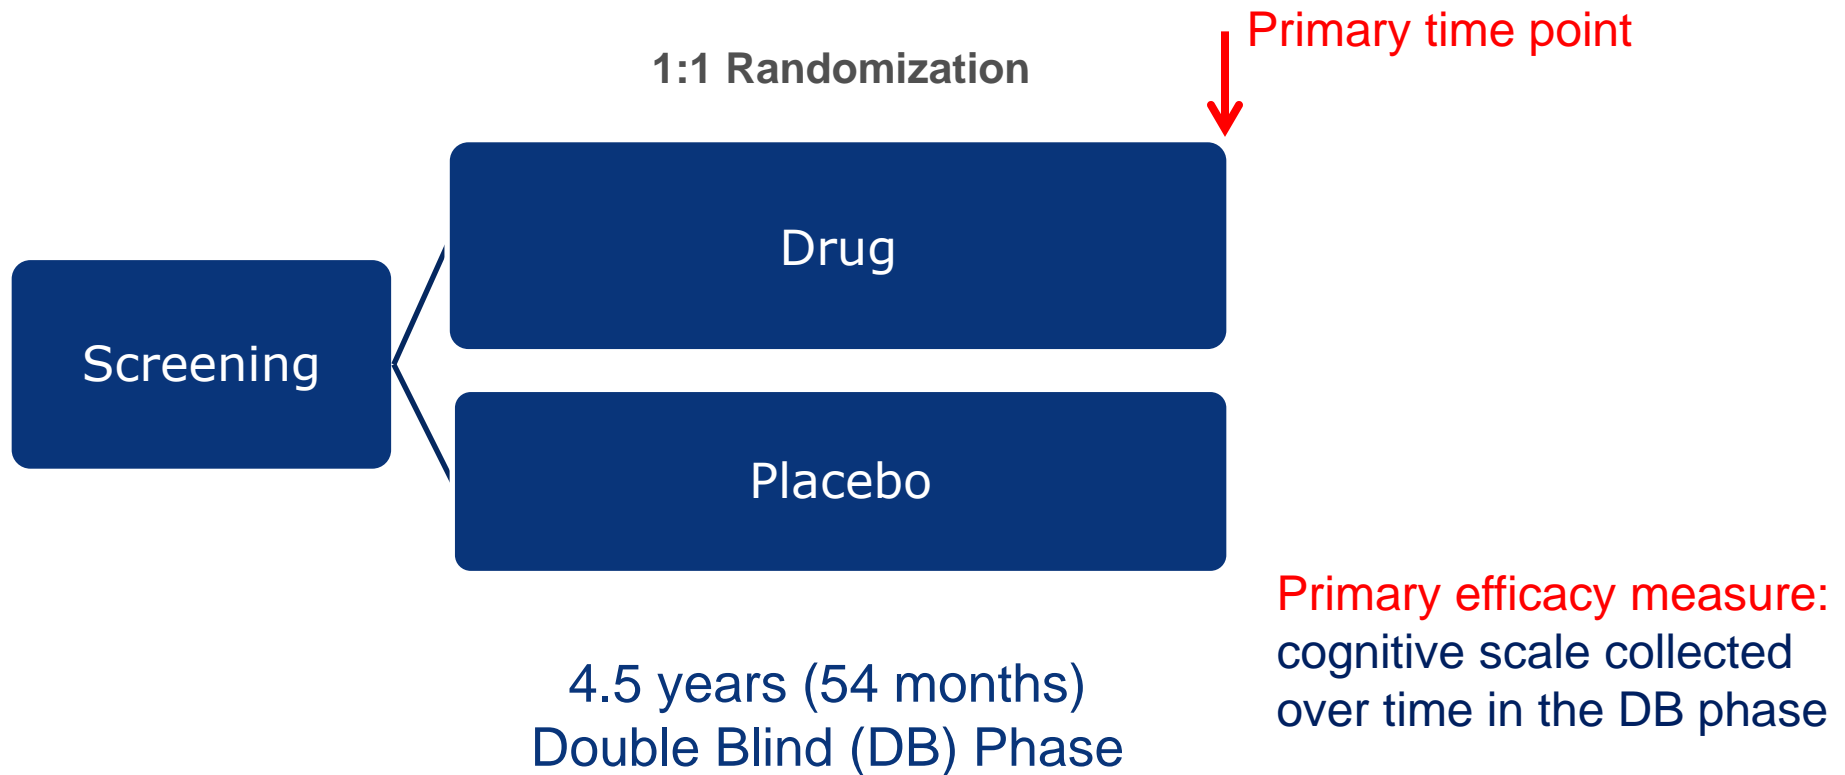 Primary time point
1:1 Randomization
Drug
Screening
Placebo
Primary efficacy measure:
cognitive scale collected
over time in the DB phase
4.5 years (54 months)
Double Blind (DB) Phase